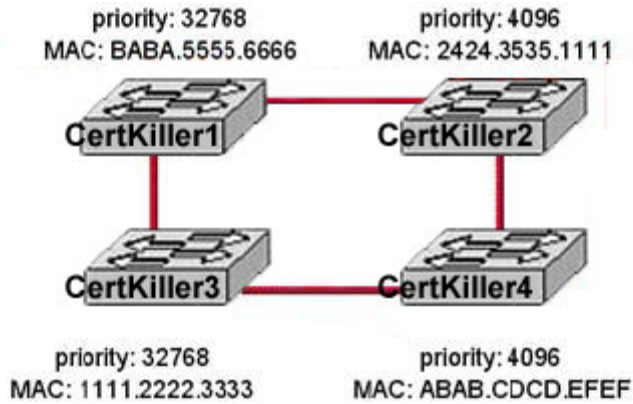 priority: 32768
MAC: BABA.5555.6666
priority: 4096
MAC: 2424.3535.1111
CertKiller1
CertKiller2
CertKiller3
CertKiller4
priority: 32768
MAC: 1111.2222.3333
priority: 4096
MAC: ABAB.CDCD.EFEF